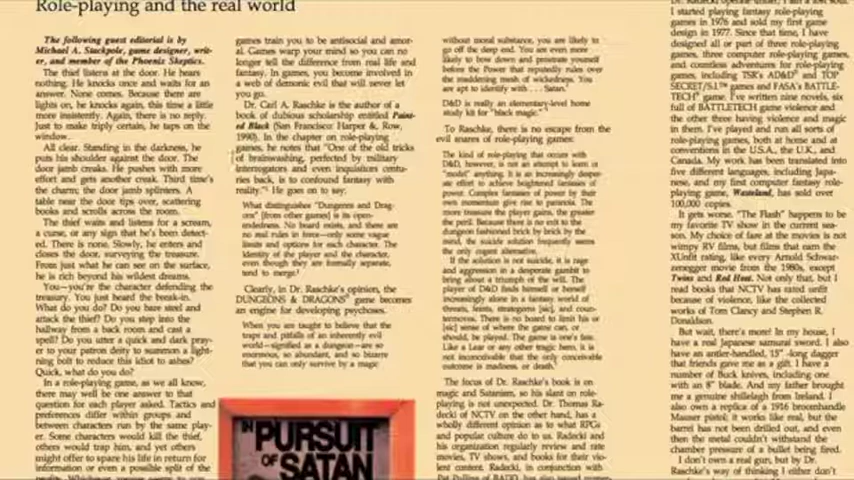 Role-playing and the real world
The following guest editorial is by
Michael A. Stackpole, game designer, writ-
er, and member of the Phoenix Skeptics.
The thief listens at the door. He hears
nothing. He knocks once and waits for an
answer. None comes. Because there are
lights on, he knocks again, this time a little
more insistently. Again, there is no reply.
Just to make triply certain, he taps on the
window.
All clear. Standing in the darkness, he
puts his shoulder against the door. The
door jamb creaks. He pushes with more
effort and gets another creak. Third time's
the charm; the door jamb splinters. A
table near the door tips over, scattering
books and scrolls across the room.
The thief waits and listens for a scream,
a curse, or any sign that he's been detect-
ed. There is none. Slowly, he enters and
closes the door, surveying the treasure.
From just what he can see on the surface,
he is rich beyond his wildest dreams.
You—you're the character defending the
treasury. You just heard the break-in.
What do you do? Do you bare steel and
attack the thief? Do you step into the
hallway from a back room and cast a
spell? Do you utter a quick and dark pray-
er to your patron deity to summon a light-
ning bolt to reduce this idiot to ashes?
Quick, what do you do?
In a role-playing game, as we all know,
there may well be one answer to that
question for each player asked. Tactics and
preferences differ within groups and
between characters run by the same play-
er. Some characters would kill the thief,
others would trap him, and yet others
might offer to spare his life in return for
information or even a possible split of the
games train you to be antisocial and amor-
al. Games warp your mind so you can no
longer tell the difference from real life and
fantasy. In games, you become involved in
a web of demonic evil that will never let
you go.
Dr. Carl A. Raschke is the author of a
book of dubious scholarship entitled Paint-
ed Black (San Francisco: Harper &, Row,
1990). In the chapter on role-playing
games, he notes that "One of the old tricks
of brainwashing, perfected by military
interrogators and even inquisitors centu-
ries back, is to confound fantasy with
reality." He goes on to say:
What distinguishes "Dungeons and Drag-
ons" [from other games] is its open-
endedness. No board exists, and there are
no real rules in force—only some vague
limits and options for each character. The
identity of the player and the character,
even though they are formally separate,
tend to merge.
Clearly, in Dr. Raschke's opinion, the
DUNGEONS & DRAGONS® game becomes
an engine for developing psychoses.
When you are taught to believe that the
traps and pitfalls of an inherently evil
world—signified as a dungeon—are so
enormous, so abundant, and so bizarre
that you can only survive by a magic
IN
PURSUIT
OF SATAN
without moral substance, you are likely to
go off the deep end. You are even more
likely to bow down and prostrate yourself
before the Power that reputedly rules over
the maddening mesh of wickedness. You
are apt to identify with . . . Satan.
D&D is really an elementary-level home
study kit for "black magic."
To Raschke, there is no escape from the
evil snares of role-playing games:
The kind of role-playing that occurs with
D&D, however, is not an attempt to learn or
"model" anything. It is an increasingly desper-
ate effort to achieve heightened fantasies of
power. Complex fantasies of power by their
own momentum give rise to paranoia. The
more treasure the player gains, the greater
the peril. Because there is no exit to the
dungeon fashioned brick by brick by the
mind, the suicide solution frequently seems
the only cogent alternative.
If the solution is not suicide, it is rage
and aggression in a desperate gambit to
bring about a triumph of the will. The
player of D&D finds himself or herself
increasingly alone in a fantasy world of
threats, feints, strategems [sic], and coun-
termoves. There is no board to limit his or
[sic] sense of where the game can, or
should, be played. The game is one's fate.
Like a Lear or any other tragic hero, it is
not inconceivable that the only conceivable
outcome is madness, or death.
The focus of Dr. Raschke's book is on
magic and Satanism, so his slant on role-
playing is not unexpected. Dr. Thomas Ra-
decki of NCTV on the other hand, has a
wholly different opinion as to what RPGs
and popular culture do to us. Radecki and
his organization regularly review and rate
movies, TV shows, and books for their vio-
lent content. Radecki, in conjunction with
I started playing fantasy role-playing
games in 1976 and sold my first game
design in 1977. Since that time, I have
designed all or part of three role-playing
games, three computer role-playing games,
and countless adventures for role-playing
games, including TSR's AD&D® and TOP
SECRET/S.I.™ games and FASA's BATTLE-
TECH® game. I've written nine novels, six
full of BATTLETECH game violence and
the other three having violence and magic
in them. I've played and run all sorts of
role-playing games, both at home and at
conventions in the U.S.A., the U.K., and
Canada. My work has been translated into
five different languages, including Japa-
nese, and my first computer fantasy role-
playing game, Wasteland, has sold over
100,000 copies.
It gets worse. "The Flash" happens to be
my favorite TV show in the current sea-
son. My choice of fare at the movies is not
wimpy RV films, but films that earn the
XUnfit rating, like every Arnold Schwar-
zenegger movie from the 1980s, except
Twins and Red Heat. Not only that, but I
read books that NCTV has rated unfit
because of violence, like the collected
works of Tom Clancy and Stephen R.
Donaldson.
But wait, there's more! In my house, I
have a real Japanese samurai sword. I also
have an antler-handled, 15"-long dagger
that friends gave me as a gift. I have a
number of Buck knives, including one
with an 8" blade. And my father brought
me a genuine shillelagh from Ireland. I
also own a replica of a 1916 broomhandle
Mauser pistol; it works like real, but the
barrel has not been drilled out, and even
then the metal couldn't withstand the
chamber pressure of a bullet being fired.
I don't own a real gun, but by Dr.
Raschke's way of thinking I either don't